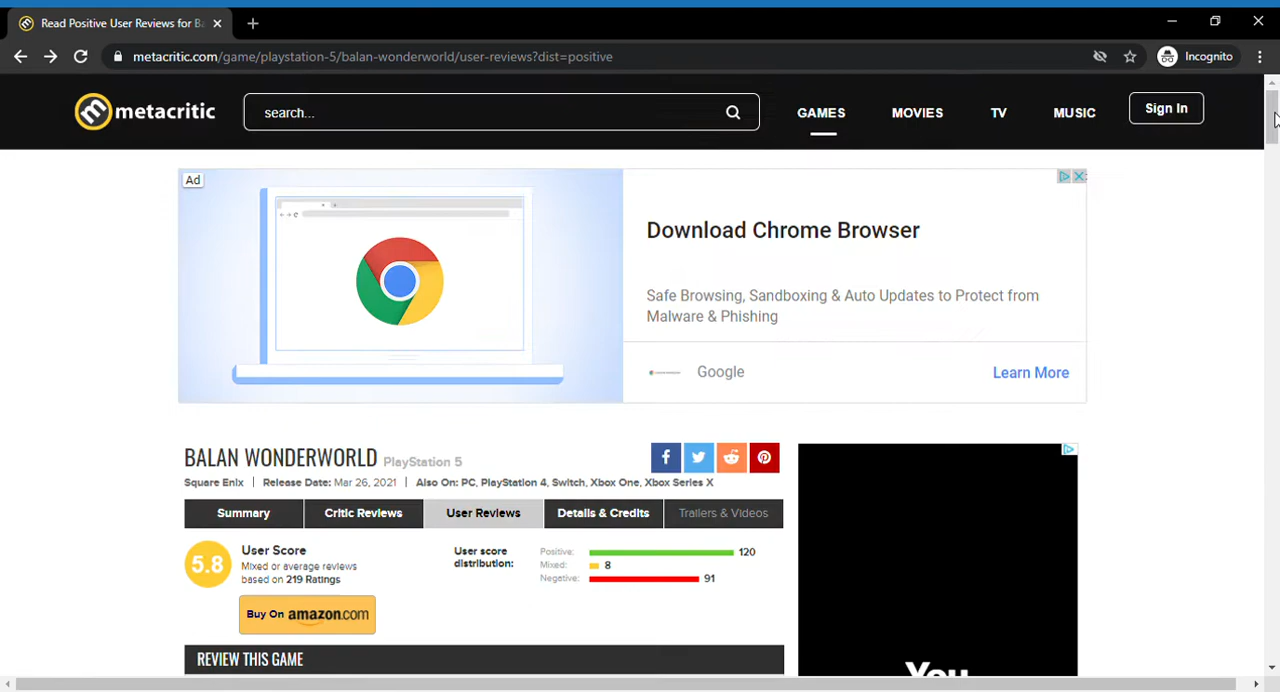 Read Positive User Reviews for Ba
metacritic.com/game/playstation-5/balan-wonderworld/user-reviews?dist=positive
Incognito
metacritic
search...
GAMES
MOVIES
TV
MUSIC
Sign In
Ad
Download Chrome Browser
Safe Browsing, Sandboxing & Auto Updates to Protect from
Malware & Phishing
Google
Learn More
BALAN WONDERWORLD PlayStation 5
Square Enix | Release Date: Mar 26, 2021 | Also On: PC, PlayStation 4, Switch, Xbox One, Xbox Series X
Summary
Critic Reviews
User Reviews
Details & Credits
Trailers & Videos
5.8
User Score
Mixed or average reviews
based on 219 Ratings
User score
distribution:
Positive: 120
Mixed: 8
Negative: 91
Buy On amazon.com
REVIEW THIS GAME
You